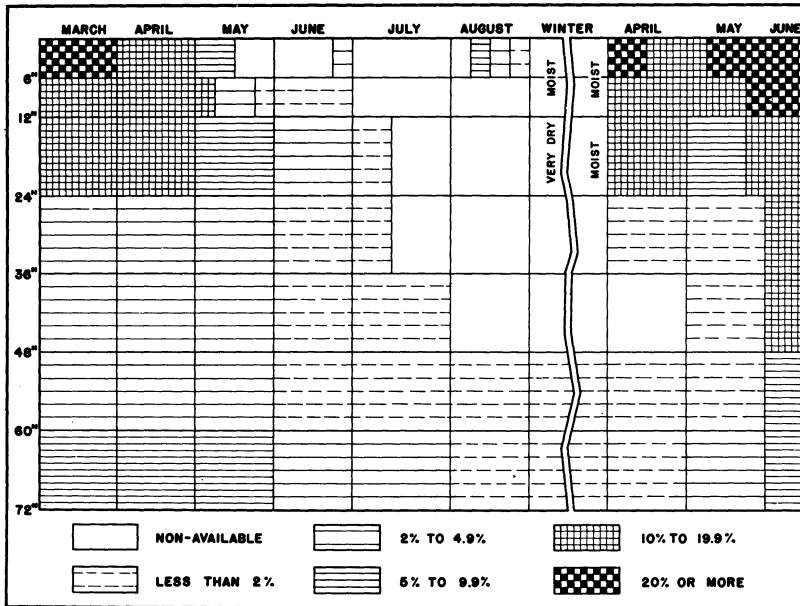 MARCH APRIL MAY JUNE JULY AUGUST WINTER APRIL MAY JUNE
6"
12"
24"
36"
48"
60"
72"
MOIST MOIST
VERY DRY MOIST
NON-AVAILABLE 2% TO 4.9% 10% TO 19.9%
LESS THAN 2% 5% TO 9.9% 20% OR MORE